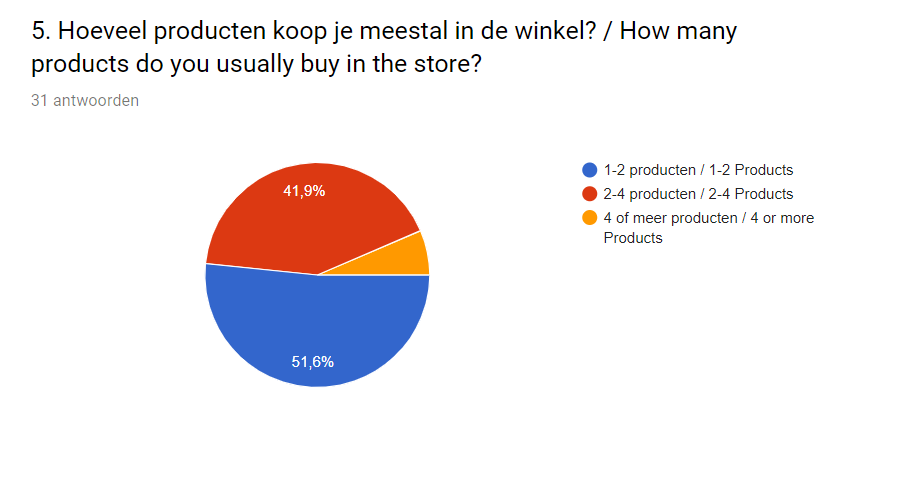 5. Hoeveel producten koop je meestal in de winkel? / How many
products do you usually buy in the store?
31 antwoorden
41,9%
51,6%
1-2 producten / 1-2 Products
2-4 producten / 2-4 Products
4 of meer producten / 4 or more
Products